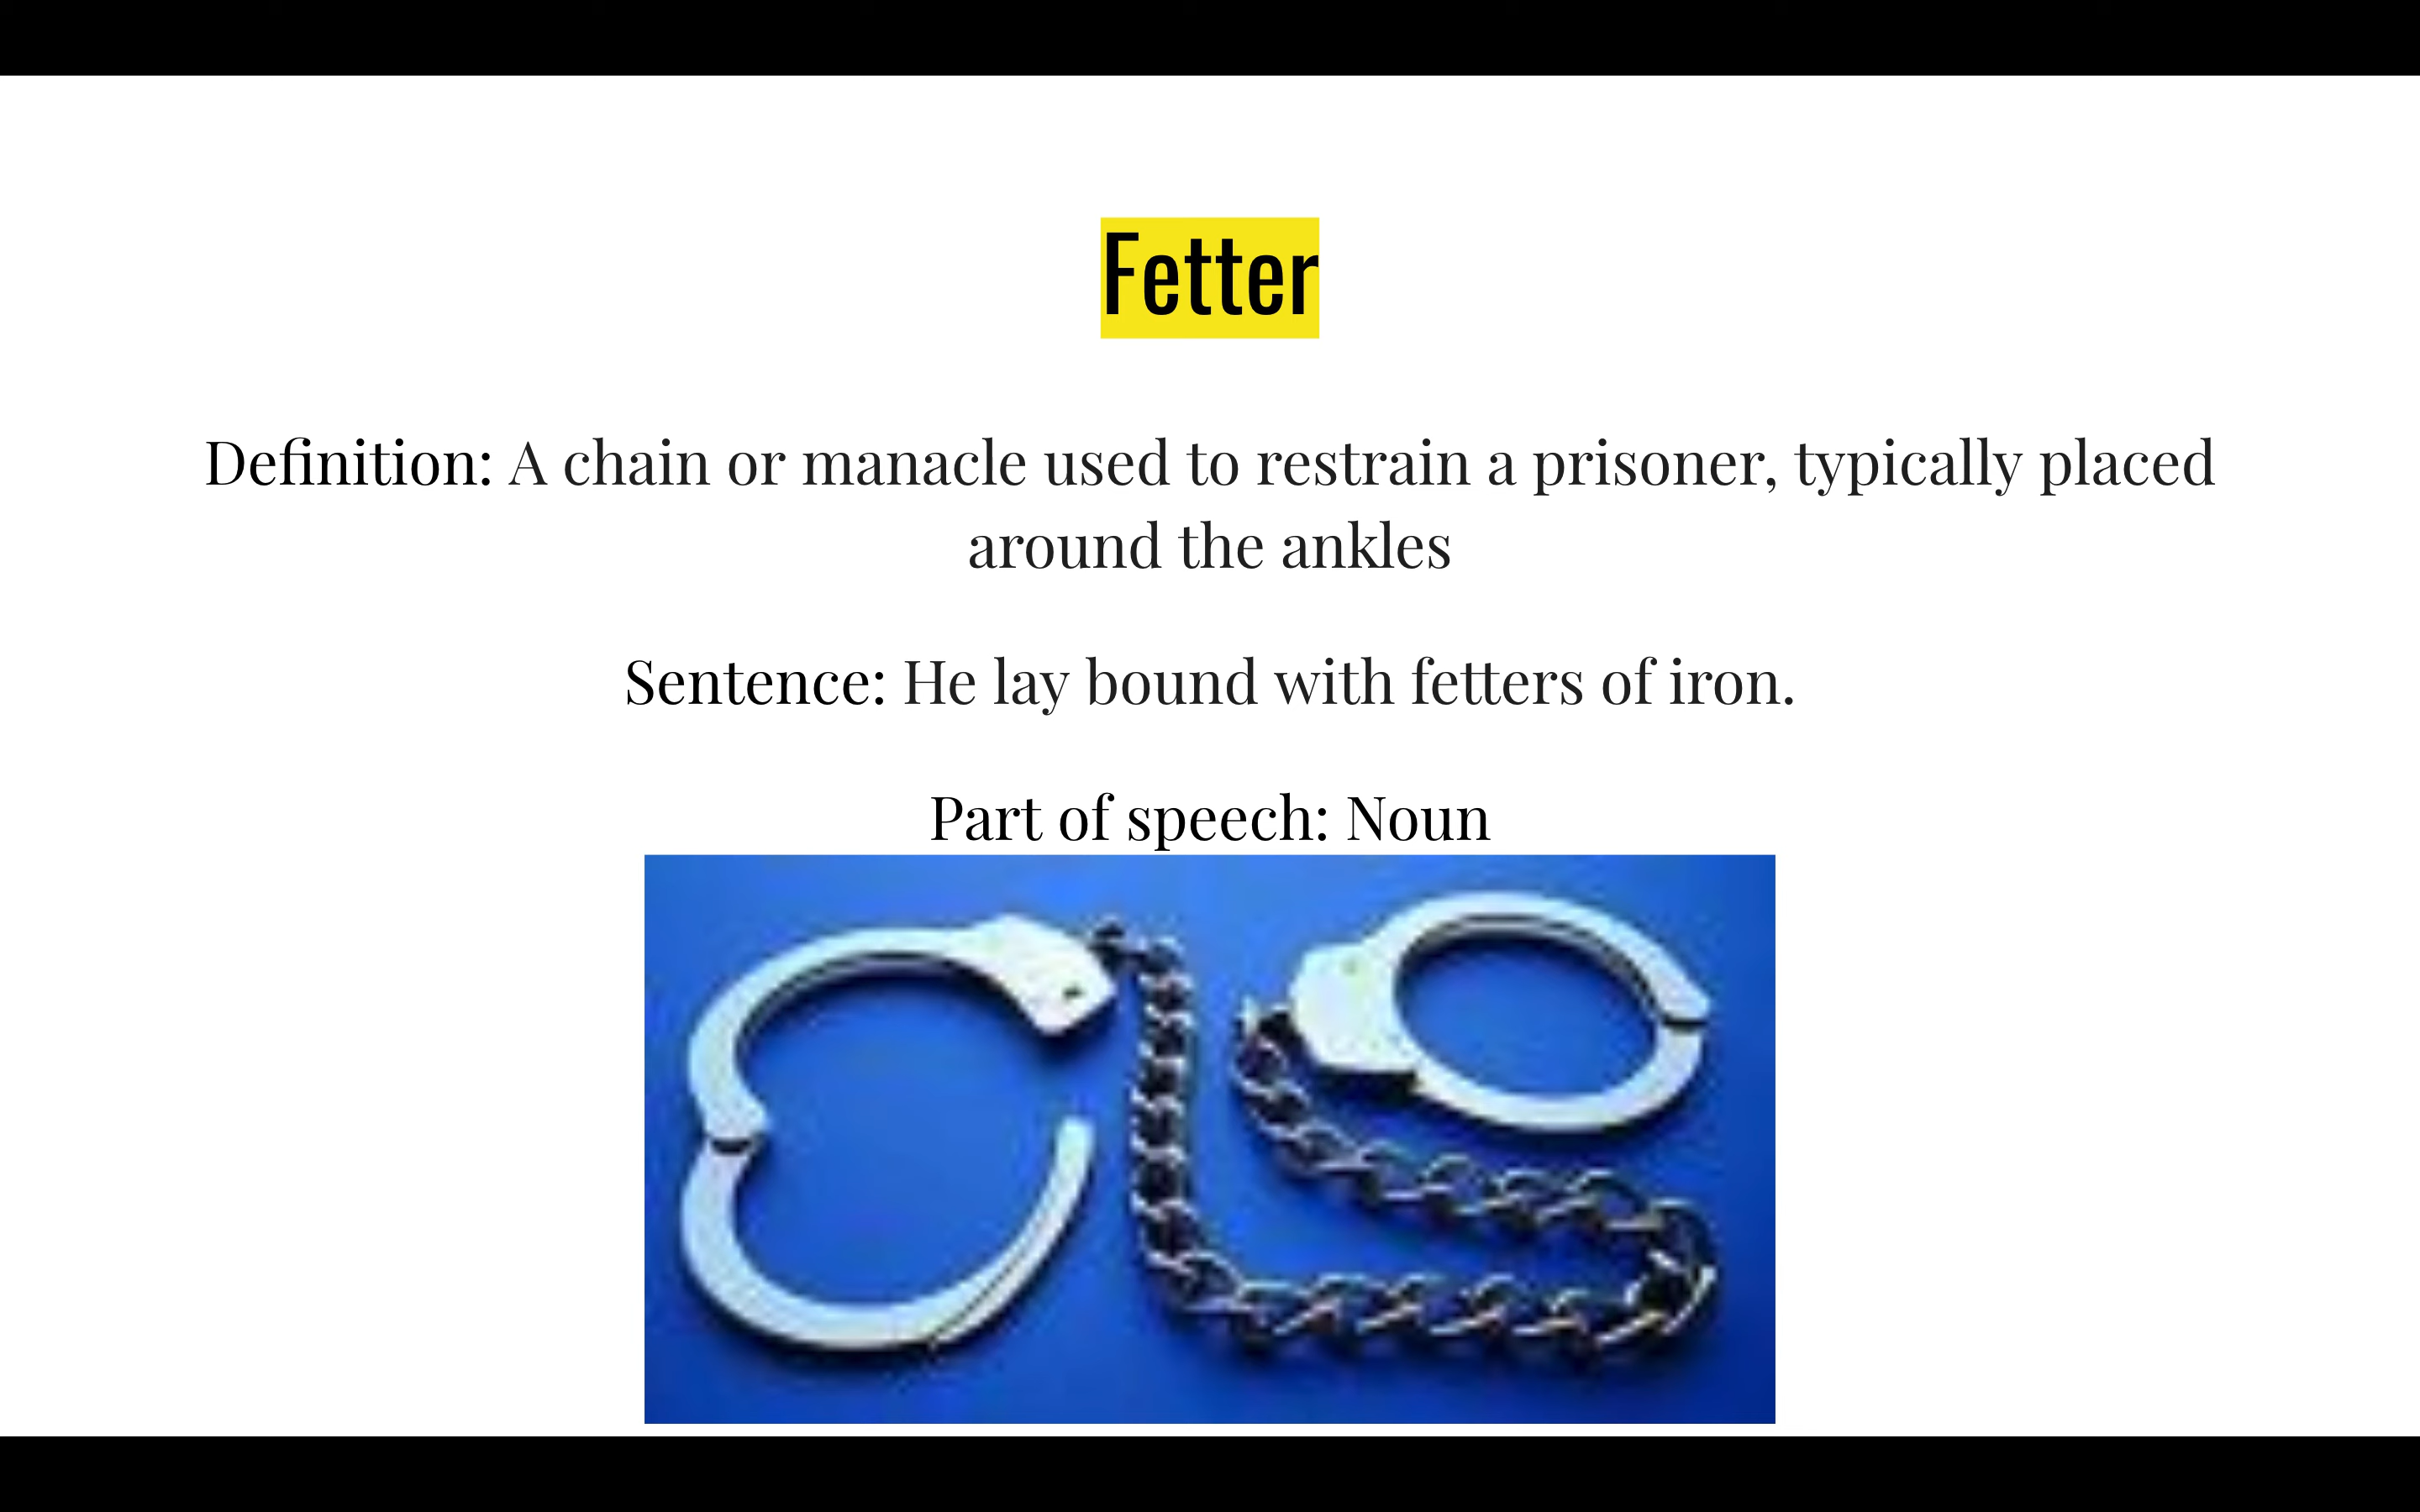 Fetter
Definition: A chain or manacle used to restrain a prisoner, typically placed
around the ankles
Sentence: He lay bound with fetters of iron.
Part of speech: Noun